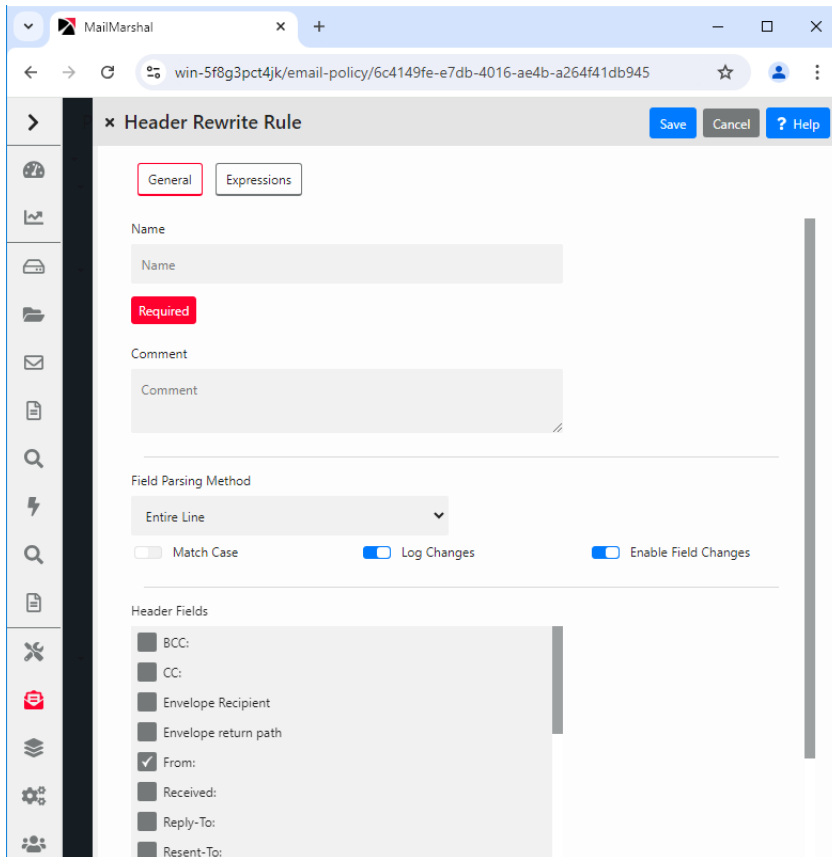 MailMarshal
win-5f8g3pct4jk/email-policy/6c4149fe-e7db-4016-ae4b-a264f41db945
Header Rewrite Rule
Save
Cancel
? Help
General
Expressions
Name
Name
Required
Comment
Comment
Field Parsing Method
Entire Line
Match Case
Log Changes
Enable Field Changes
Header Fields
BCC:
CC:
Envelope Recipient
Envelope return path
From:
Received:
Reply-To:
Resent-To: